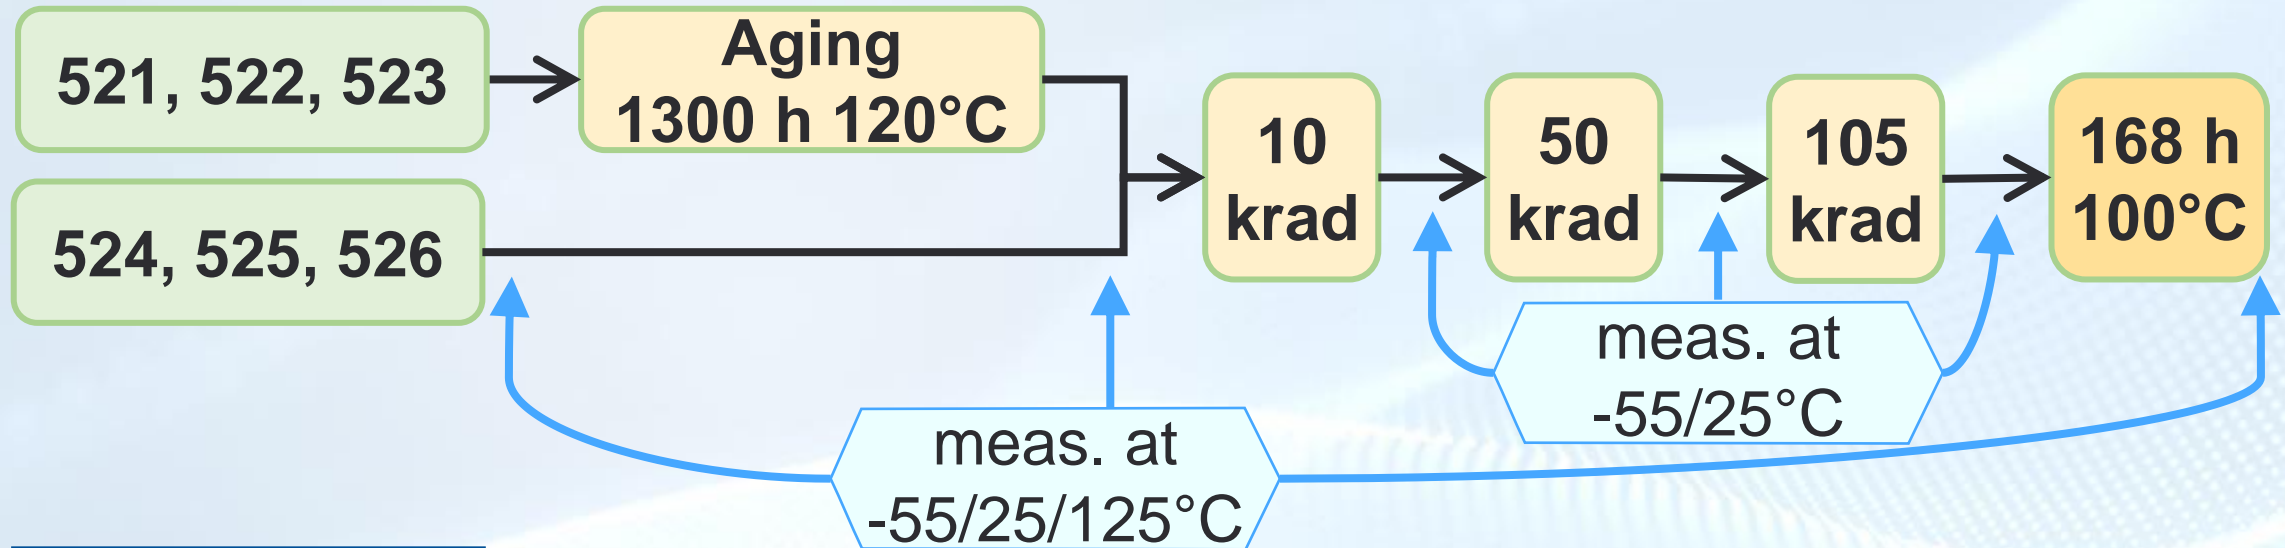 521, 522, 523
Aging
1300 h 120°C
524, 525, 526
10
krad
50
krad
105
krad
168 h
100°C
meas. at
-55/25°C
meas. at
-55/25/125°C